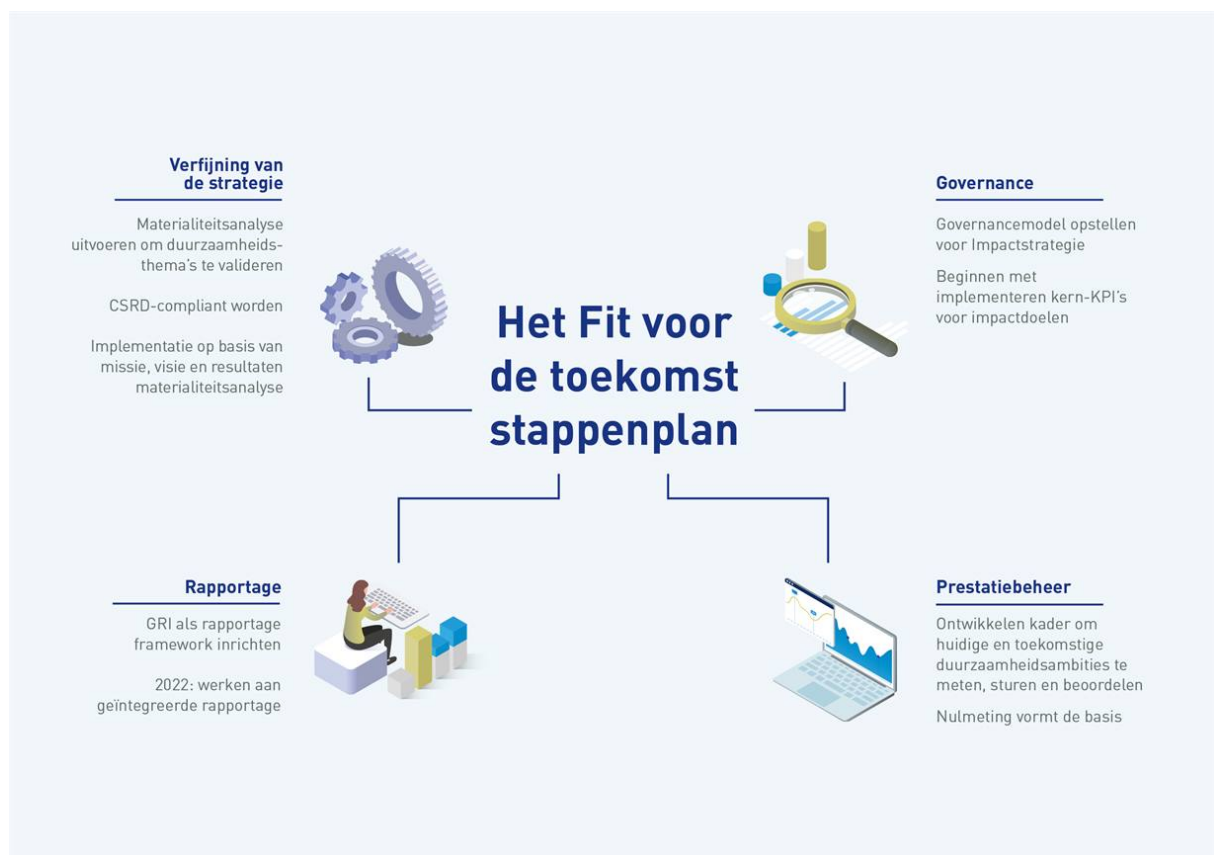 Verfijning van
de strategie
Materialiteitsanalyse
uitvoeren om duurzaamheids-
thema's te valideren
CSRD-compliant worden
Implementatie op basis van
missie, visie en resultaten
materialiteitsanalyse
Governance
Governancemodel opstellen
voor Impactstrategie
Beginnen met
implementeren kern-KPI's
voor impactdoelen
Het Fit voor
de toekomst
stappenplan
Rapportage
GRI als rapportage
framework inrichten
2022: werken aan
geïntegreerde rapportage
Prestatiebeheer
Ontwikkelen kader om
huidige en toekomstige
duurzaamheidsambities te
meten, sturen en beoordelen
Nulmeting vormt de basis